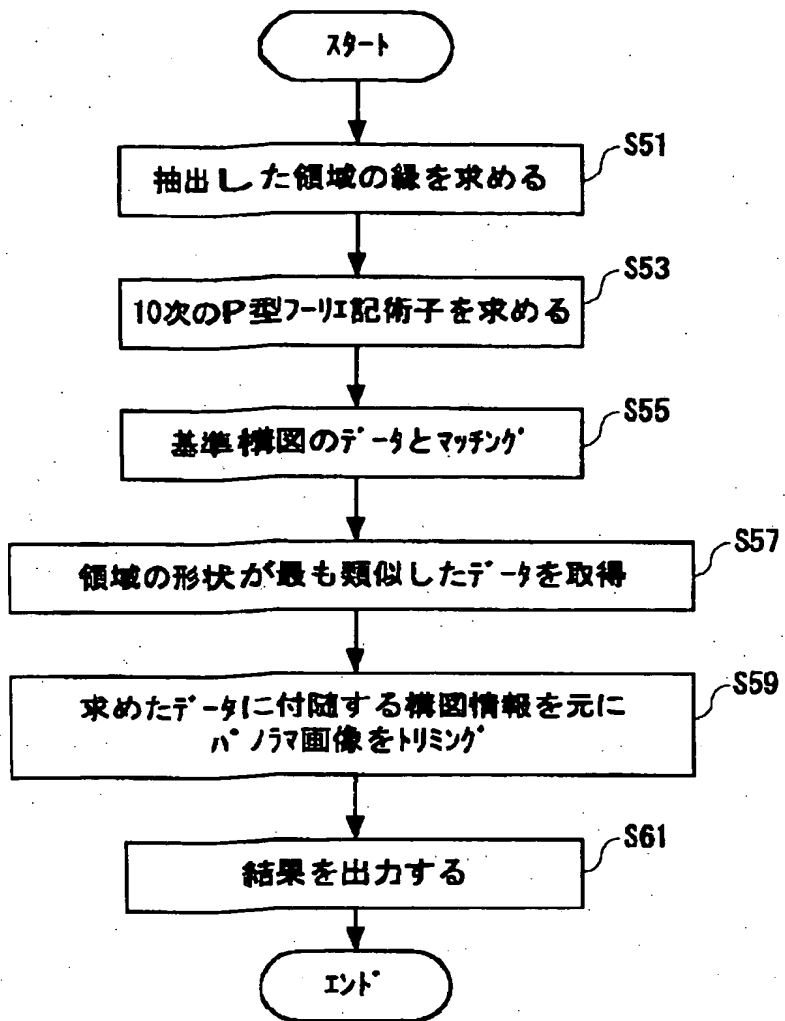 スタート
S51
抽出した領域の縁を求める
S53
10次のP型フーリエ記術子を求める
S55
基準構図のデータとマッチング
S57
領域の形状が最も類似したデータを取得
S59
求めたデータに付随する構図情報を元に
パノラマ画像をトリミング
S61
結果を出力する
エンド